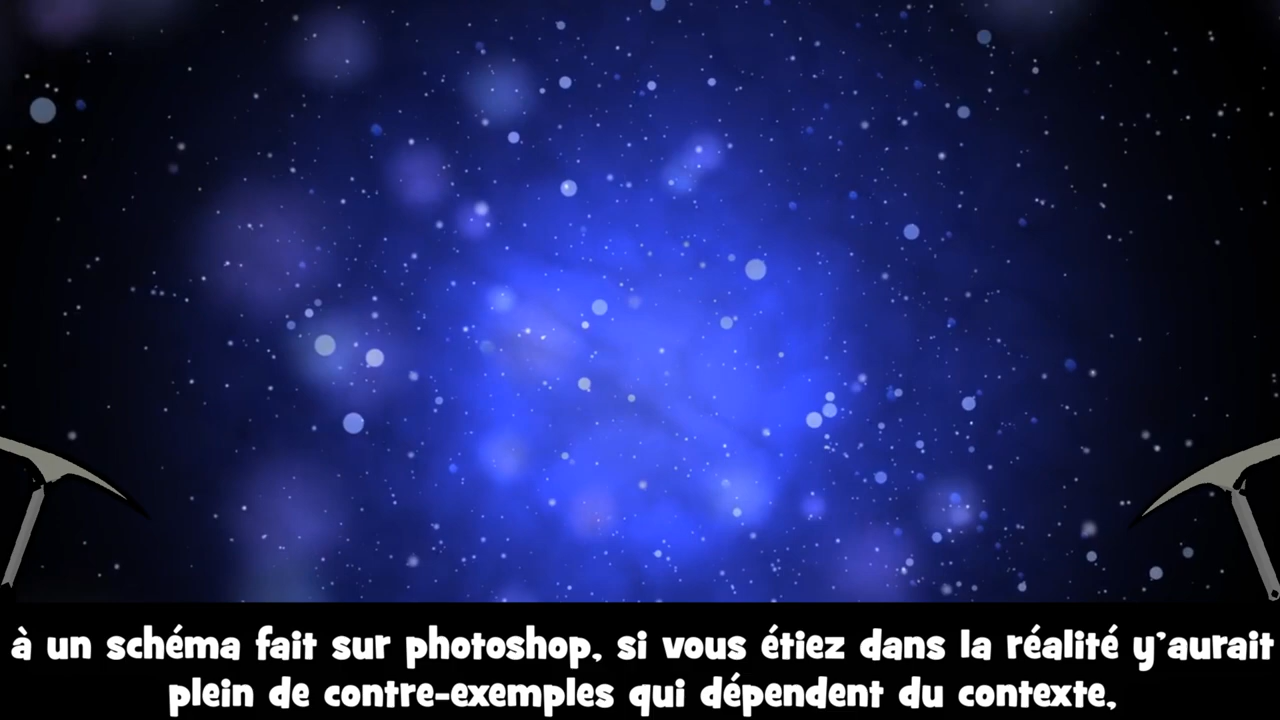 à un schéma fait sur photoshop, si vous étiez dans la réalité y'aurait
plein de contre-exemples qui dépendent du contexte,